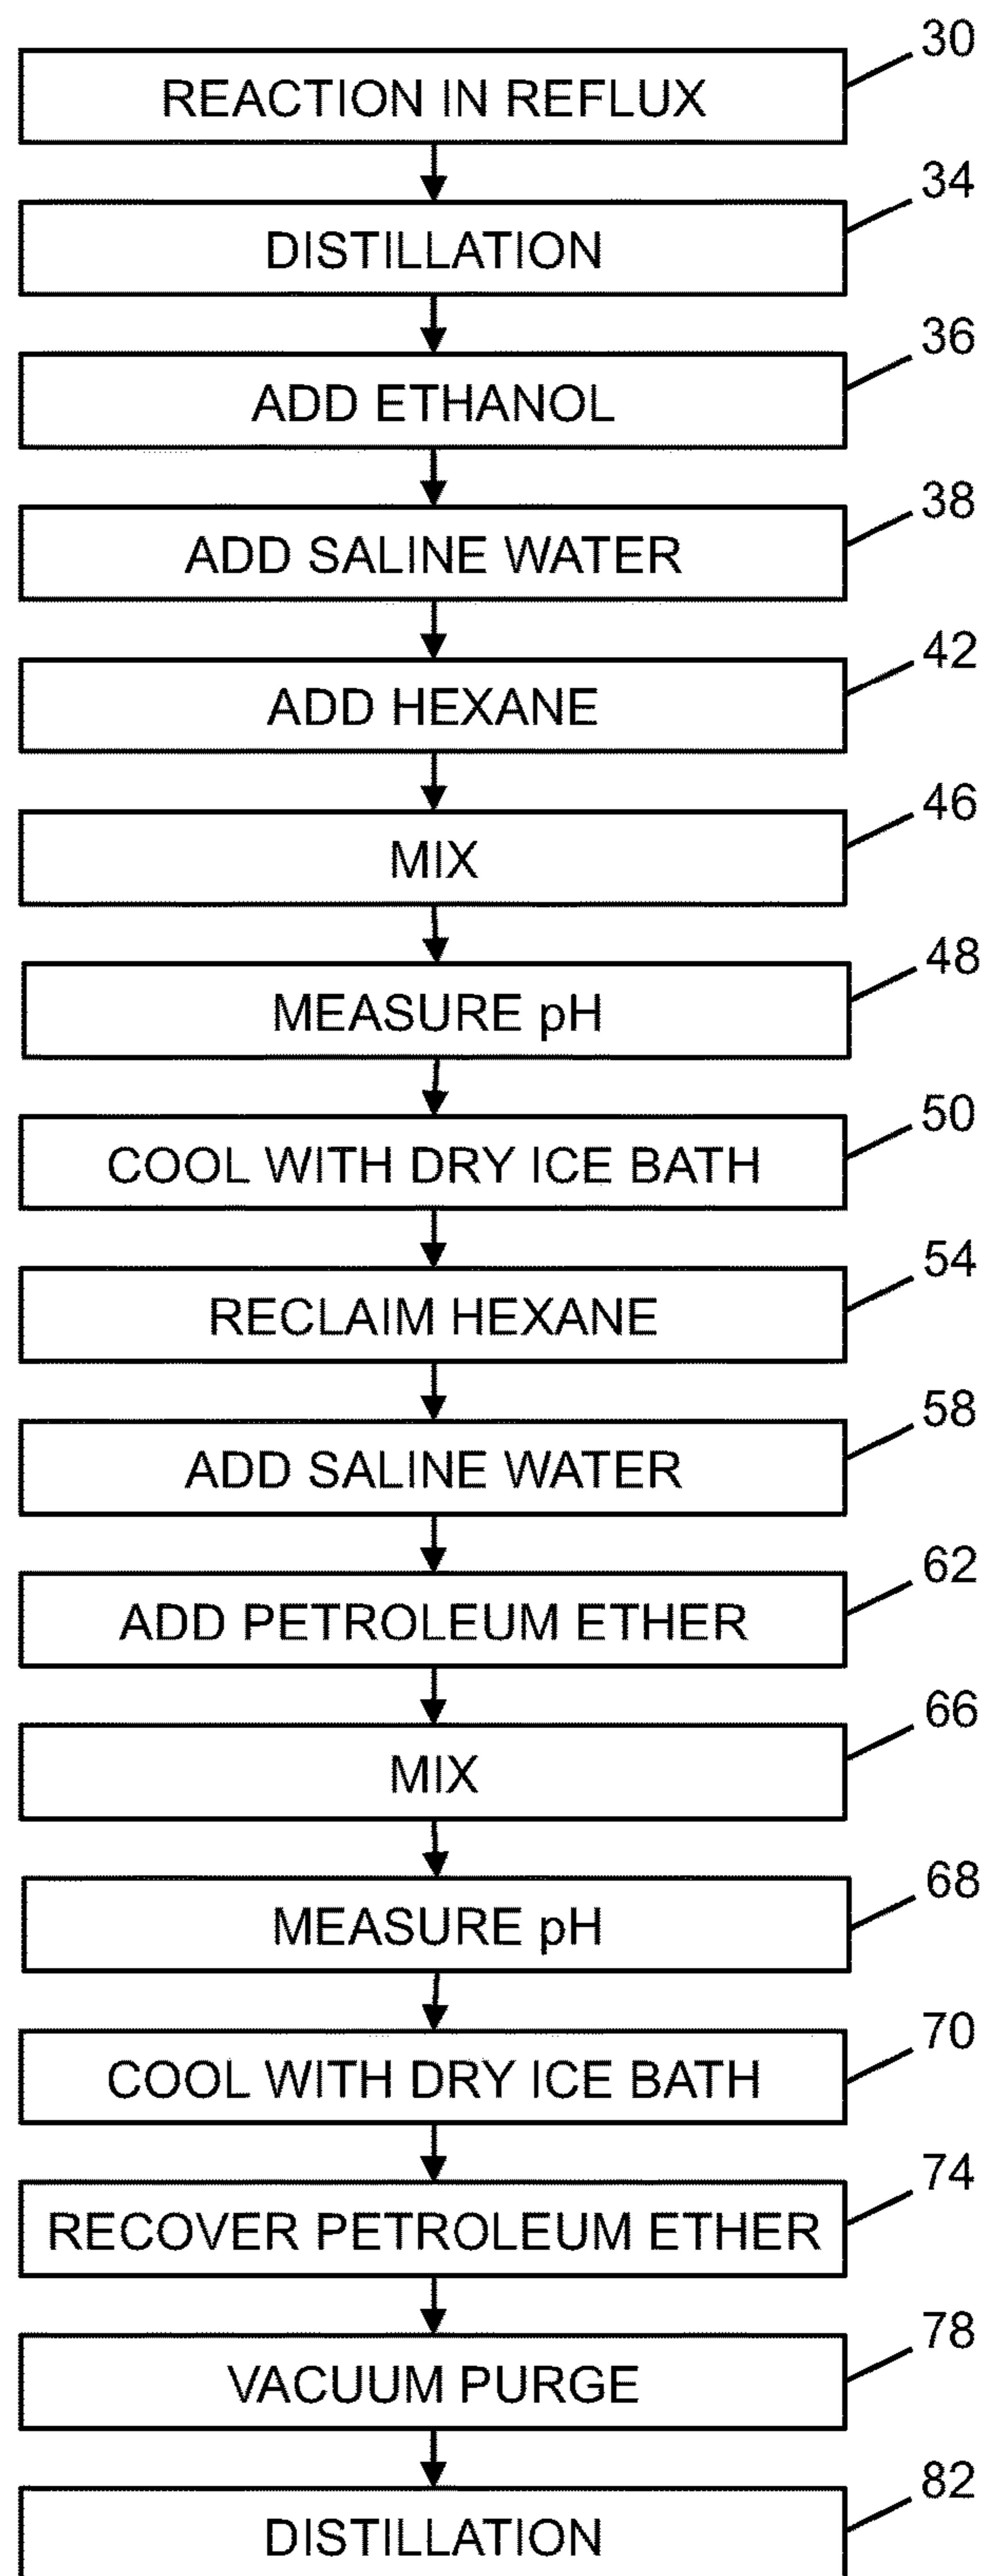 30
REACTION IN REFLUX
34
DISTILLATION
36
ADD ETHANOL
38
ADD SALINE WATER
42
ADD HEXANE
46
MIX
48
MEASURE pH
50
COOL WITH DRY ICE BATH
54
RECLAIM HEXANE
58
ADD SALINE WATER
62
ADD PETROLEUM ETHER
66
MIX
68
MEASURE pH
70
COOL WITH DRY ICE BATH
74
RECOVER PETROLEUM ETHER
78
VACUUM PURGE
82
DISTILLATION